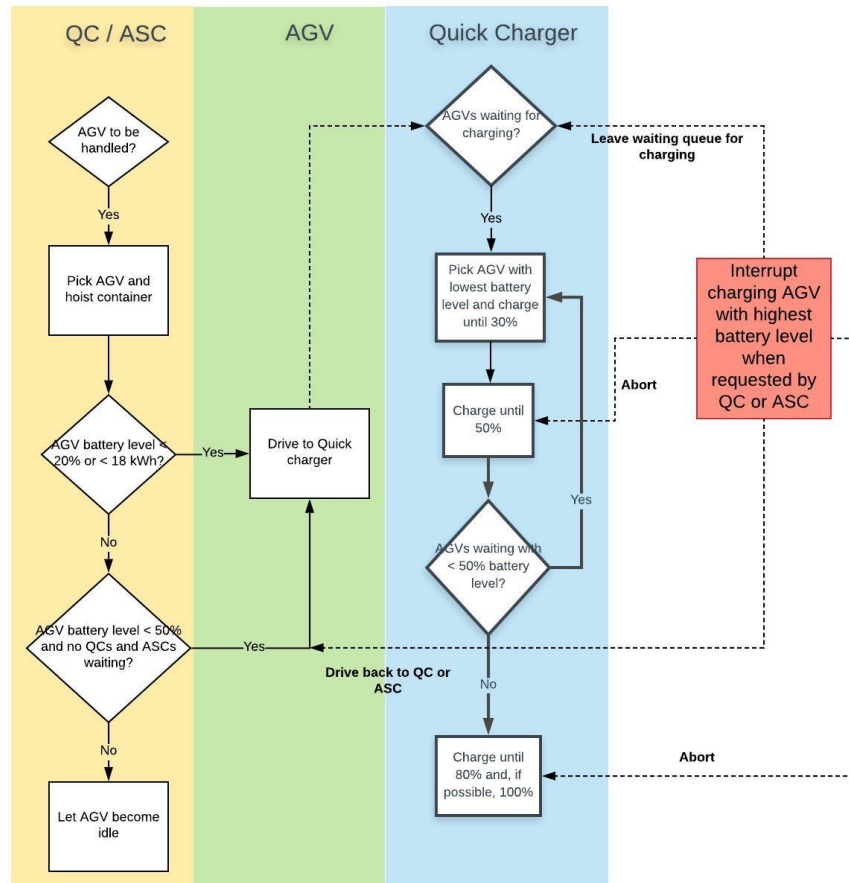 QC / ASC
AGV
Quick Charger
AGV to be
handled?
Yes
Pick AGV and
hoist container
AGV battery level <
20% or < 18 kWh?
Yes
No
AGV battery level < 50%
and no QCs and ASCs
waiting?
Yes
No
Let AGV become
idle
Drive to Quick
charger
AGVs waiting for
charging?
Yes
Pick AGV with
lowest battery
level and charge
until 30%
Charge until
50%
AGVs waiting with
< 50% battery
level?
Yes
No
Charge until
80% and, if
possible, 100%
Leave waiting queue for
charging
Interrupt
charging AGV
with highest
battery level
when
requested by
QC or ASC
Abort
Drive back to QC or
ASC
Abort